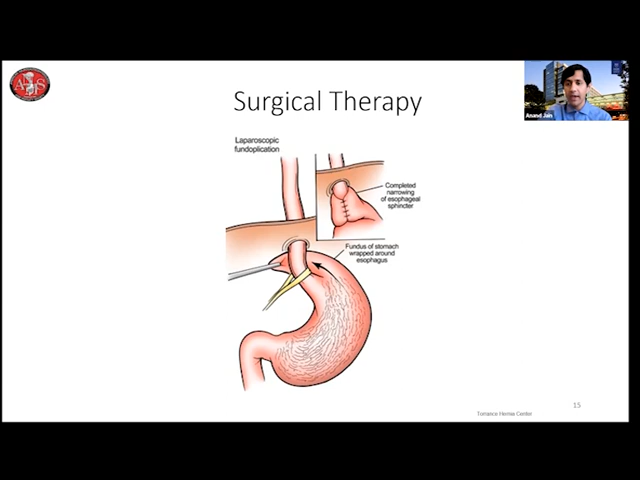 Surgical Therapy
Laparoscopic
fundoplication
Completed
narrowing
of esophageal
sphincter
Fundus of stomach
wrapped around
esophagus
Anand Jain
15
Torrance Hernia Center